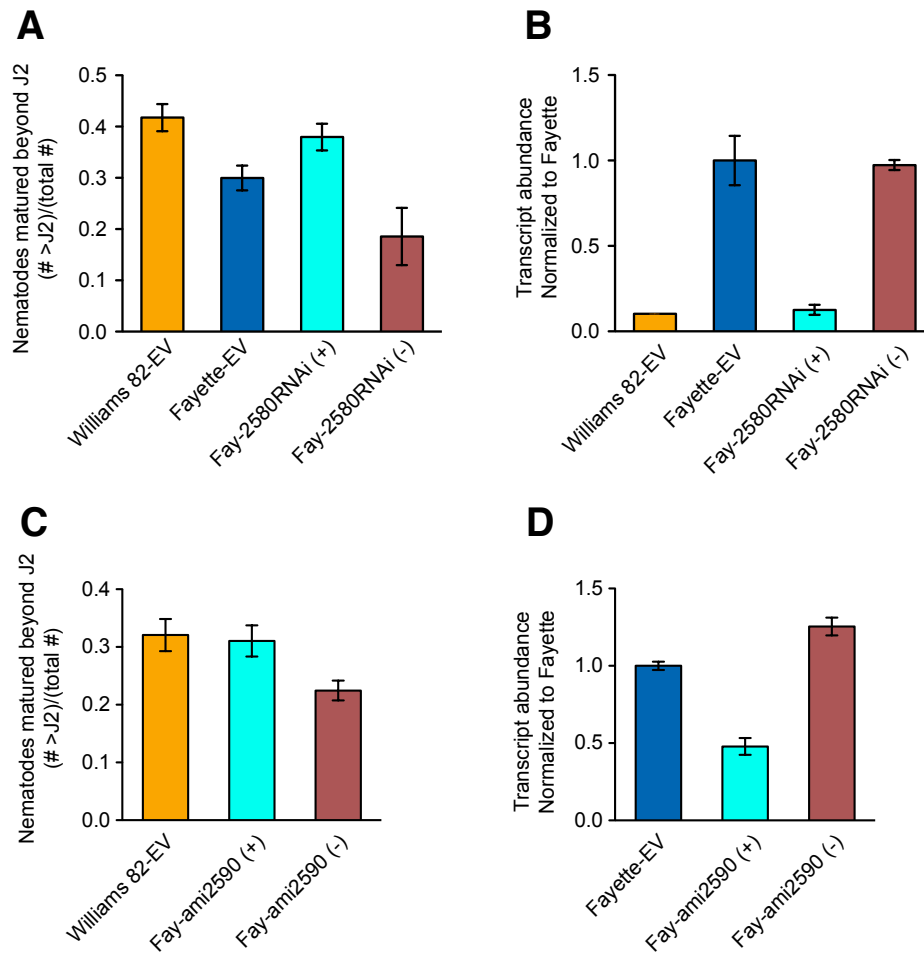 A
Nematodes matured beyond J2
(# >J2)/(total #)
0.5
0.4
0.3
0.2
0.1
0.0
Williams 82-EV
Fayette-EV
Fay-2580RNAi (+)
Fay-2580RNAi (-)
B
Transcript abundance
Normalized to Fayette
1.5
1.0
0.5
0.0
Williams 82-EV
Fayette-EV
Fay-2580RNAi (+)
Fay-2580RNAi (-)
C
Nematodes matured beyond J2
(# >J2)/(total #)
0.4
0.3
0.2
0.1
0.0
Williams 82-EV
Fay-ami2590 (+)
Fay-ami2590 (-)
D
Transcript abundance
Normalized to Fayette
1.5
1.0
0.5
0.0
Fayette-EV
Fay-ami2590 (+)
Fay-ami2590 (-)